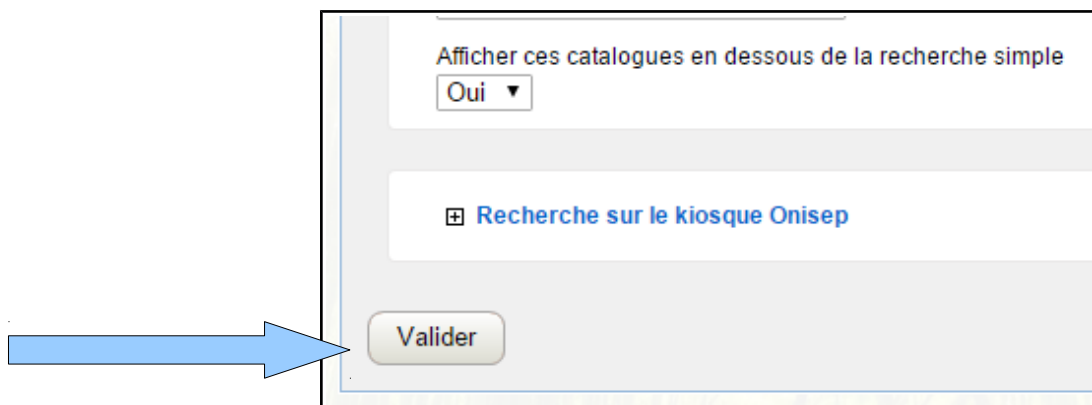 Afficher ces catalogues en dessous de la recherche simple
Oui
Recherche sur le kiosque Onisep
Valider